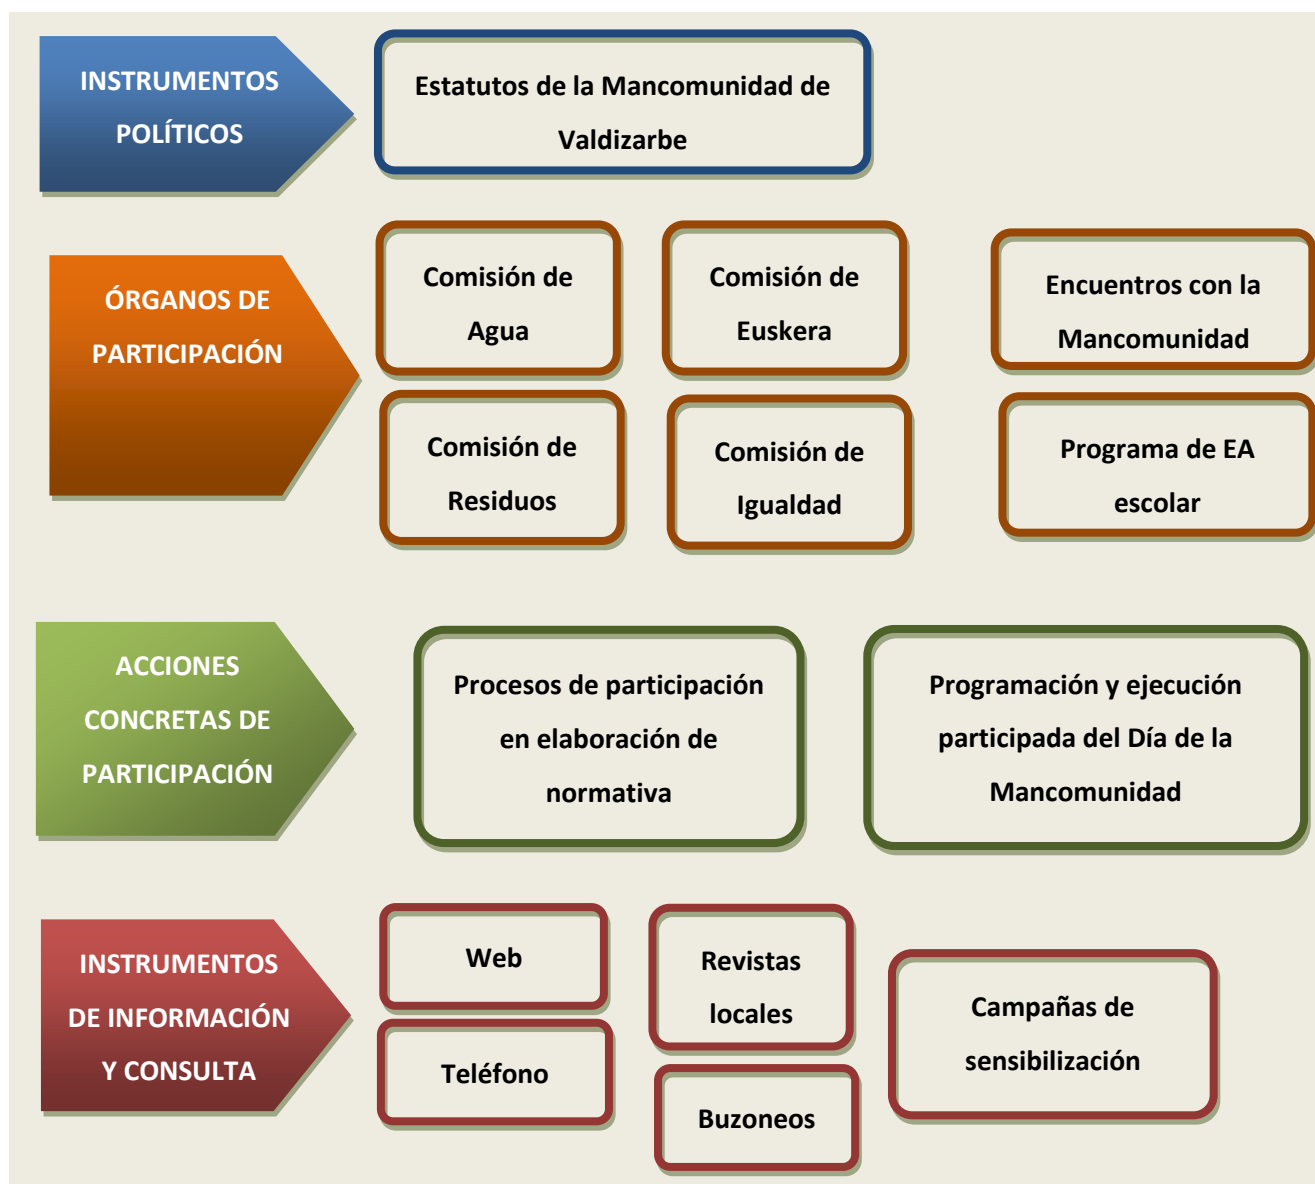 INSTRUMENTOS
POLÍTICOS
Estatutos de la Mancomunidad de
Valdizarbe
ÓRGANOS DE
PARTICIPACIÓN
Comisión de
Agua
Comisión de
Euskera
Encuentros con la
Mancomunidad
Comisión de
Residuos
Comisión de
Igualdad
Programa de EA
escolar
ACCIONES
CONCRETAS DE
PARTICIPACIÓN
Procesos de participación
en elaboración de
normativa
Programación y ejecución
participada del Día de la
Mancomunidad
INSTRUMENTOS
DE INFORMACIÓN
Y CONSULTA
Web
Revistas
locales
Campañas de
sensibilización
Teléfono
Buzoneos